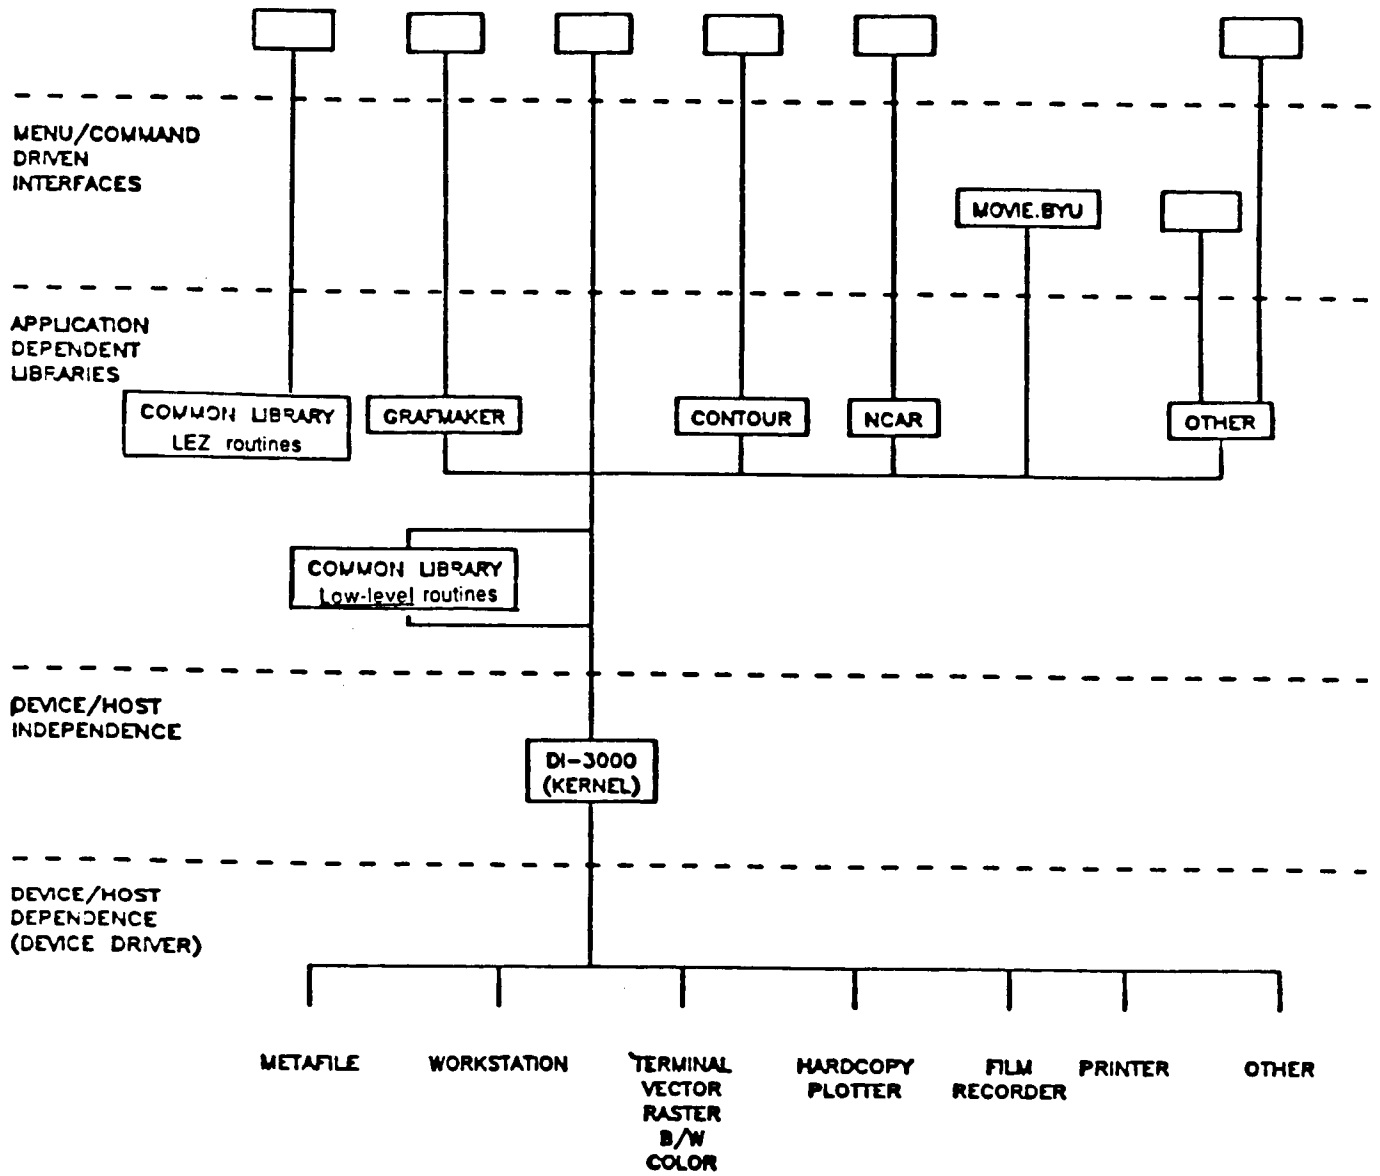 MENU/COMMAND
DRIVEN
INTERFACES
MOVIE.BYU
APPLICATION
DEPENDENT
LIBRARIES
COMMON LIBRARY
LEZ routines
GRAFMAKER
CONTOUR
NCAR
OTHER
COMMON LIBRARY
Low-level routines
DEVICE/HOST
INDEPENDENCE
DI-3000
(KERNEL)
DEVICE/HOST
DEPENDENCE
(DEVICE DRIVER)
METAFILE
WORKSTATION
TERMINAL
VECTOR
RASTER
B/W
COLOR
HARDCOPY
PLOTTER
FILM
RECORDER
PRINTER
OTHER